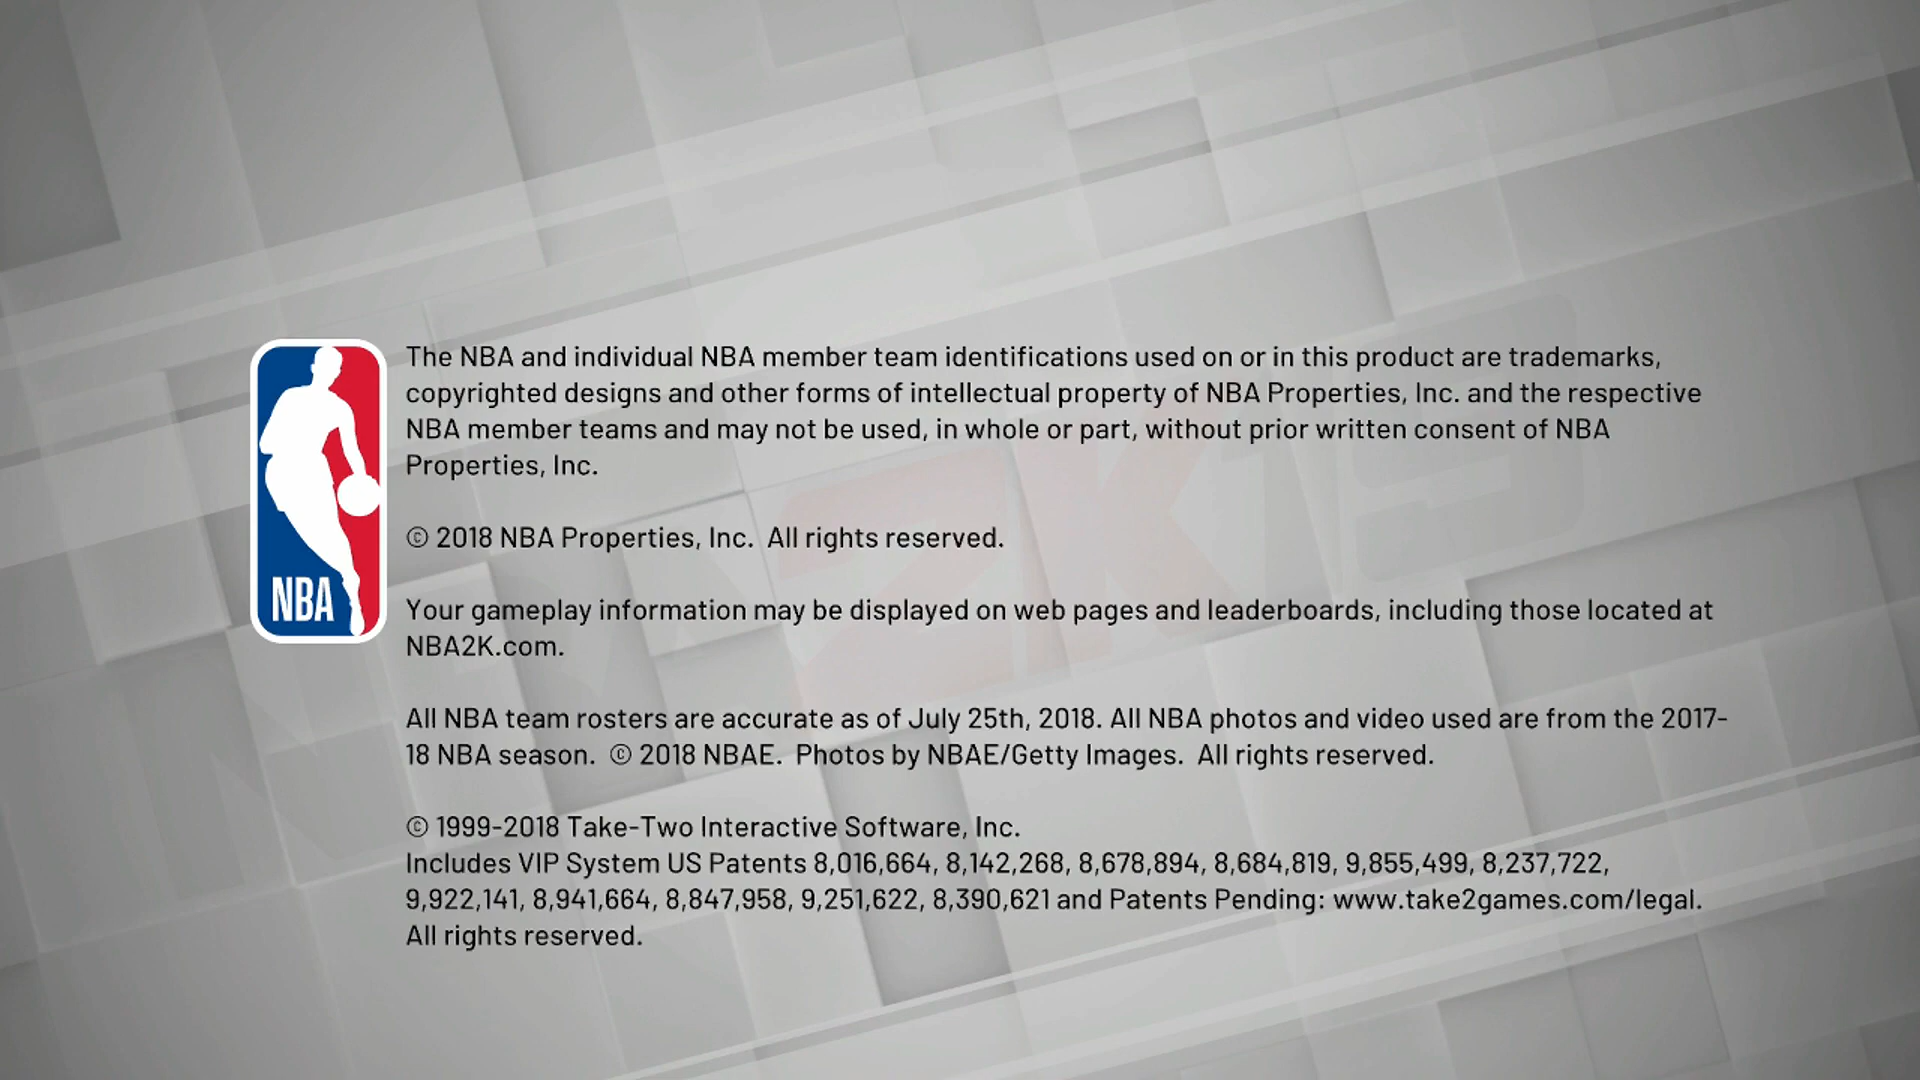 The NBA and individual NBA member team identifications used on or in this product are trademarks,
copyrighted designs and other forms of intellectual property of NBA Properties, Inc. and the respective
NBA member teams and may not be used, in whole or part, without prior written consent of NBA
Properties, Inc.
© 2018 NBA Properties, Inc.  All rights reserved.
NBA
Your gameplay information may be displayed on web pages and leaderboards, including those located at
NBA2K.com.
All NBA team rosters are accurate as of July 25th, 2018. All NBA photos and video used are from the 2017-
18 NBA season.  © 2018 NBAE.  Photos by NBAE/Getty Images.  All rights reserved.
© 1999-2018 Take-Two Interactive Software, Inc.
Includes VIP System US Patents 8,016,664, 8,142,268, 8,678,894, 8,684,819, 9,855,499, 8,237,722,
9,922,141, 8,941,664, 8,847,958, 9,251,622, 8,390,621 and Patents Pending: www.take2games.com/legal.
All rights reserved.
2K19